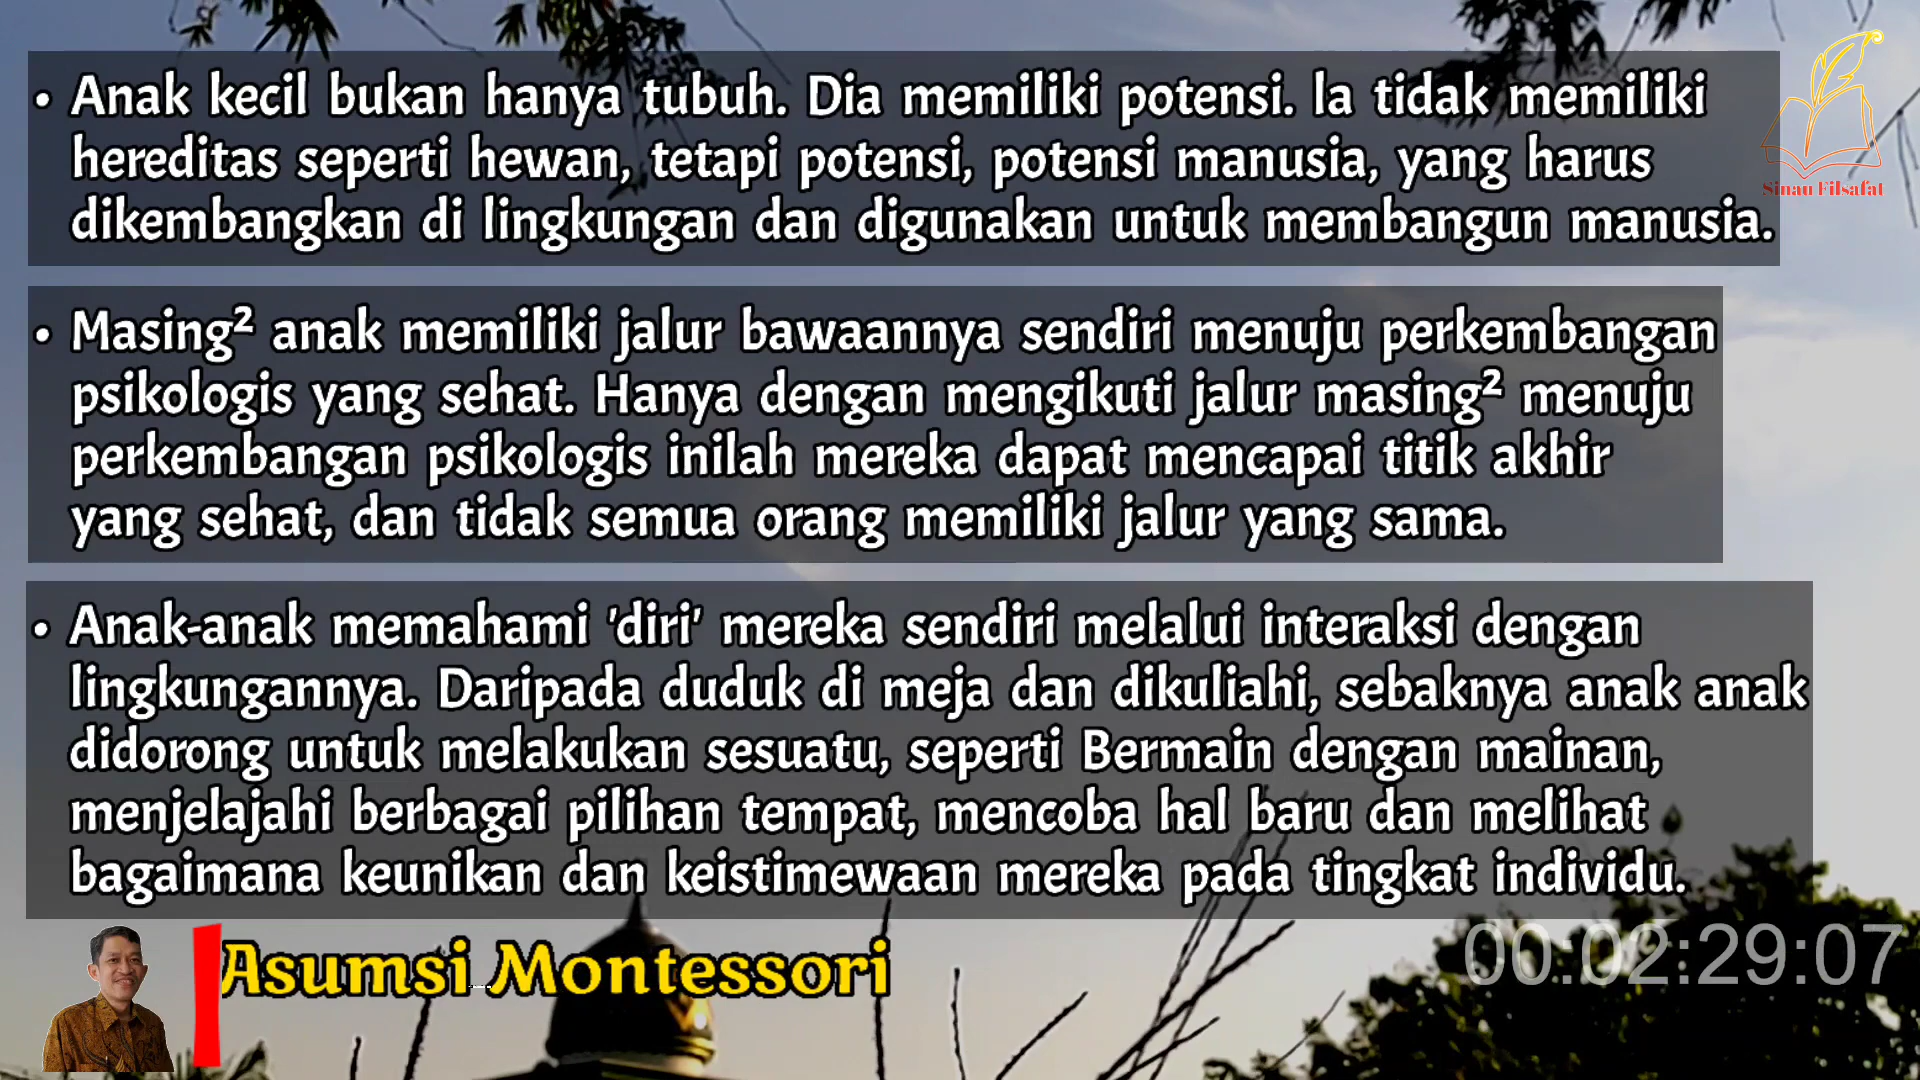 • Anak kecil bukan hanya tubuh. Dia memiliki potensi. la tidak memiliki
hereditas seperti hewan, tetapi potensi, potensi manusia, yang harus
dikembangkan di lingkungan dan digunakan untuk membangun manusia.
Sinau Filsafat
• Masing² anak memiliki jalur bawaannya sendiri menuju perkembangan
psikologis yang sehat. Hanya dengan mengikuti jalur masing² menuju
perkembangan psikologis inilah mereka dapat mencapai titik akhir
yang sehat, dan tidak semua orang memiliki jalur yang sama.
• Anak-anak memahami 'diri' mereka sendiri melalui interaksi dengan
lingkungannya. Daripada duduk di meja dan dikuliahi, sebaknya anak anak
didorong untuk melakukan sesuatu, seperti Bermain dengan mainan,
menjelajahi berbagai pilihan tempat, mencoba hal baru dan melihat
bagaimana keunikan dan keistimewaan mereka pada tingkat individu.
Asumsi Montessori
00:02:29:07